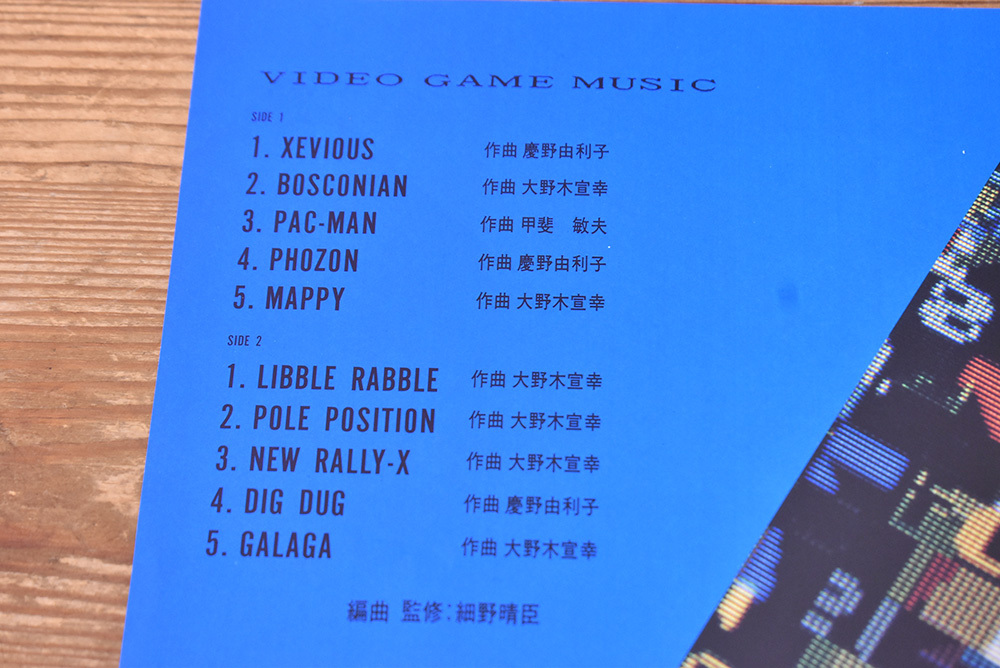 VIDEO GAME MUSIC
SIDE 1
1. XEVIOUS 作曲 慶野由利子
2. BOSCONIAN 作曲 大野木宣幸
3. PAC-MAN 作曲 甲斐 敏夫
4. PHOZON 作曲 慶野由利子
5. MAPPY 作曲 大野木宣幸
SIDE 2
1. LIBBLE RABBLE 作曲 大野木宣幸
2. POLE POSITION 作曲 大野木宣幸
3. NEW RALLY-X 作曲 大野木宣幸
4. DIG DUG 作曲 慶野由利子
5. GALAGA 作曲 大野木宣幸
編曲 監修:細野晴臣